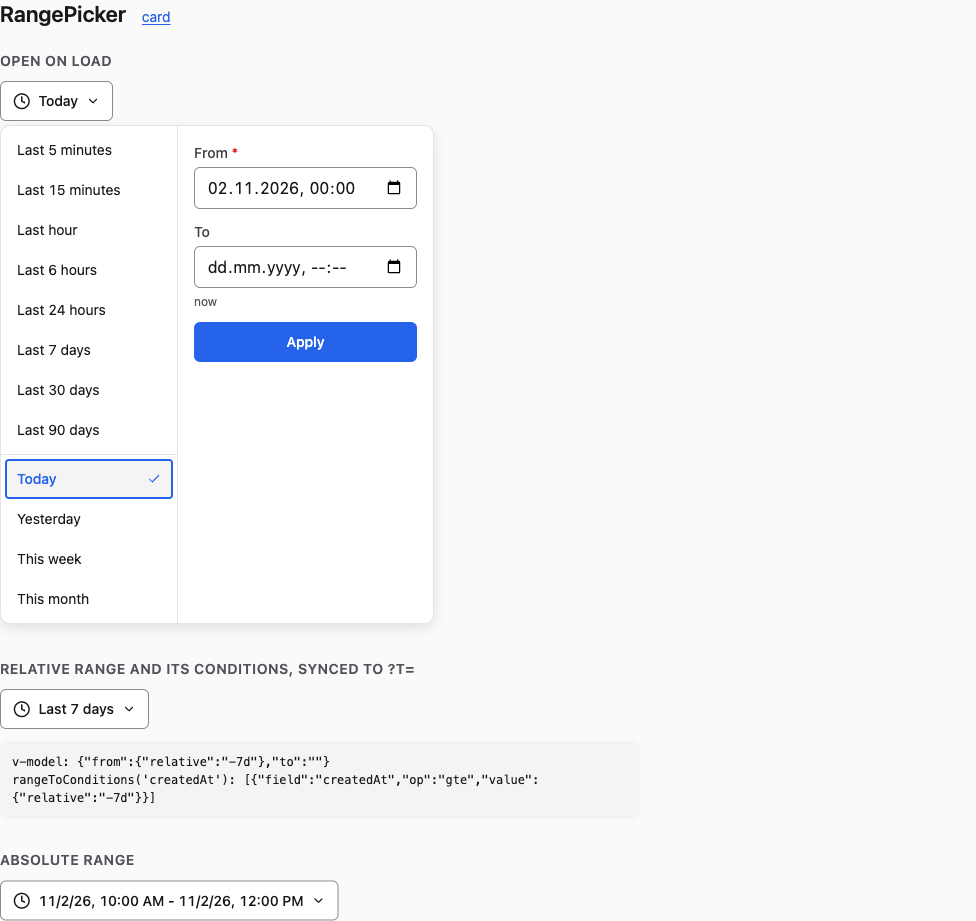 RangePicker card
OPEN ON LOAD
Today
Last 5 minutes
Last 15 minutes
Last hour
Last 6 hours
Last 24 hours
Last 7 days
Last 30 days
Last 90 days
Today
Yesterday
This week
This month
From *
02.11.2026, 00:00
To
dd.mm.yyyy, --:--
now
Apply
RELATIVE RANGE AND ITS CONDITIONS, SYNCED TO ?T=
Last 7 days
v-model: {"from":{"relative":"-7d"},"to":""}
rangeToConditions('createdAt'): [{"field":"createdAt","op":"gte","value":
{"relative":"-7d"}}]
ABSOLUTE RANGE
11/2/26, 10:00 AM - 11/2/26, 12:00 PM